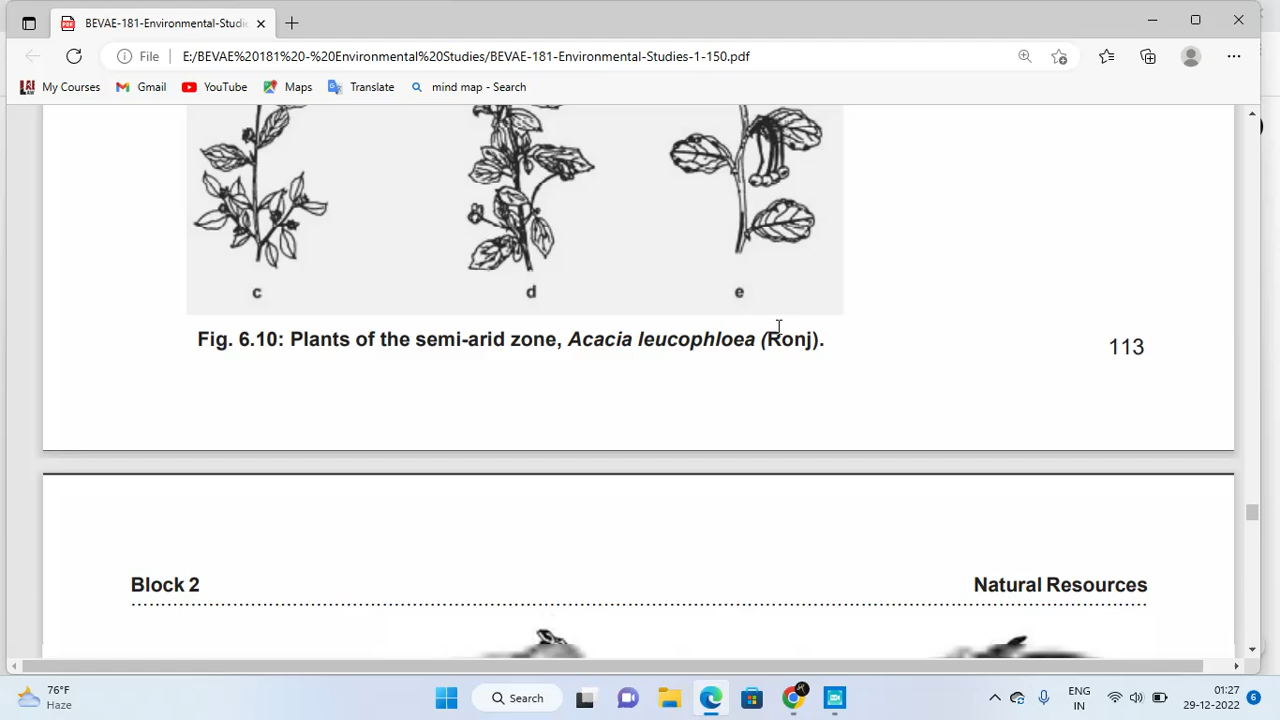 BEVAE-181-Environmental-Studi
File
E:/BEVAE%20181%20-%20Environmental%20Studies/BEVAE-181-Environmental-Studies-1-150.pdf
My Courses Gmail YouTube Maps Translate mind map - Search
c d e
Fig. 6.10: Plants of the semi-arid zone, Acacia leucophloea (Ronj).
113
Block 2 Natural Resources
76°F
Haze
Search
ENG
IN
01:27
29-12-2022
6